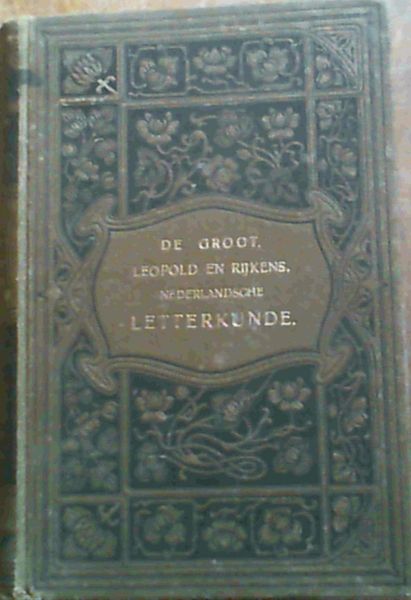 DE GROOT,
LEOPOLD EN RIJKENS,
NEDERLANDSCHE
LETTERKUNDE.